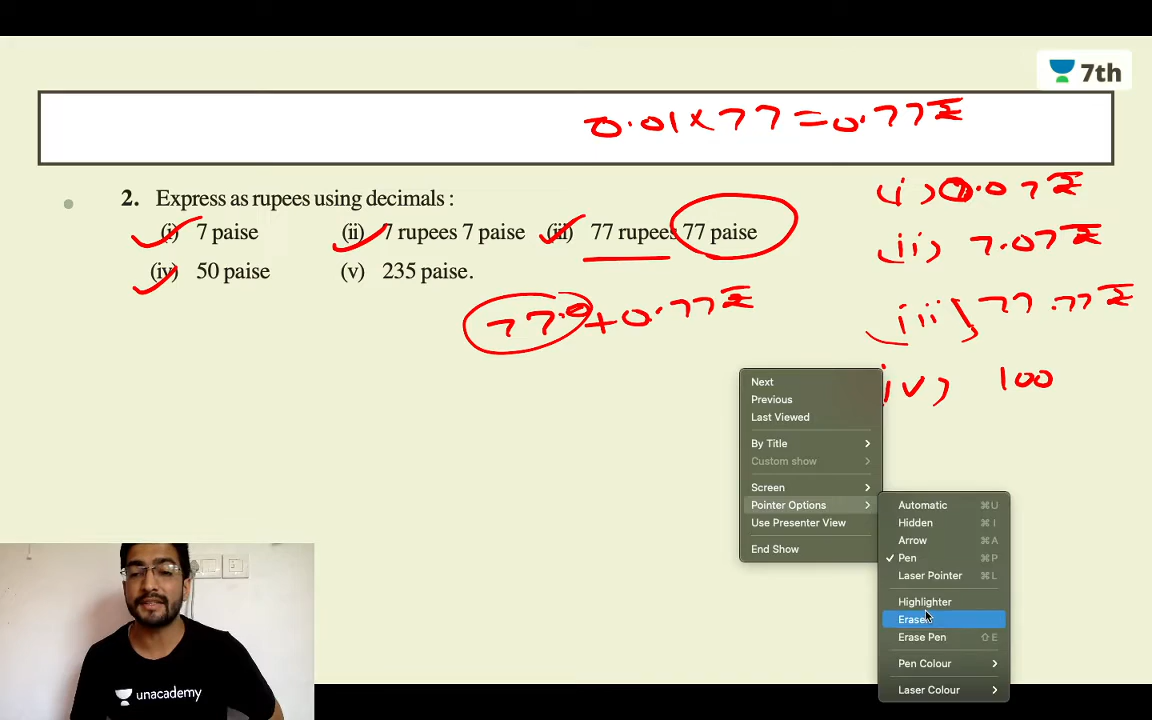 7th
0.01 x 77 = 0.77 ₹
2. Express as rupees using decimals :
(i) 7 paise (ii) 7 rupees 7 paise (iii) 77 rupees 77 paise
(iv) 50 paise (v) 235 paise.
77.0 + 0.77 ₹
(i) 0.07 ₹
(ii) 7.07 ₹
(iii) 77.77 ₹
iv) 100
Next
Previous
Last Viewed
By Title
Custom show
Screen
Pointer Options
Use Presenter View
End Show
Automatic ⌘U
Hidden ⌘I
Arrow ⌘A
✓ Pen ⌘P
Laser Pointer ⌘L
Highlighter
Eraser
Erase Pen ⇧E
Pen Colour
Laser Colour
unacademy